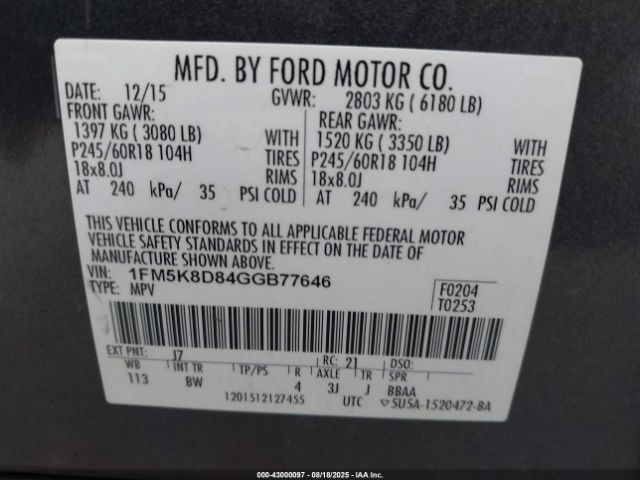 MFD. BY FORD MOTOR CO.
DATE: 12/15 GVWR: 2803 KG ( 6180 LB)
FRONT GAWR: REAR GAWR:
1397 KG ( 3080 LB) WITH 1520 KG ( 3350 LB) WITH
P245/60R18 104H TIRES P245/60R18 104H TIRES
18x8.0J RIMS 18x8.0J RIMS
AT 240 kPa/ 35 PSI COLD AT 240 kPa/ 35 PSI COLD
THIS VEHICLE CONFORMS TO ALL APPLICABLE FEDERAL MOTOR
VEHICLE SAFETY STANDARDS IN EFFECT ON THE DATE OF
MANUFACTURE SHOWN ABOVE.
VIN: 1FM5K8D84GGB77646
TYPE: MPV
F0204
T0253
EXT PNT: J7 RC: 21 DSO:
WB INT TR TP/PS R AXLE TR SPR
113 BW 4 3J J BBAA
1201512127455 UTC ▽5U5A-1520472-BA
000-43000097 - 08/18/2025 - IAAI.COM